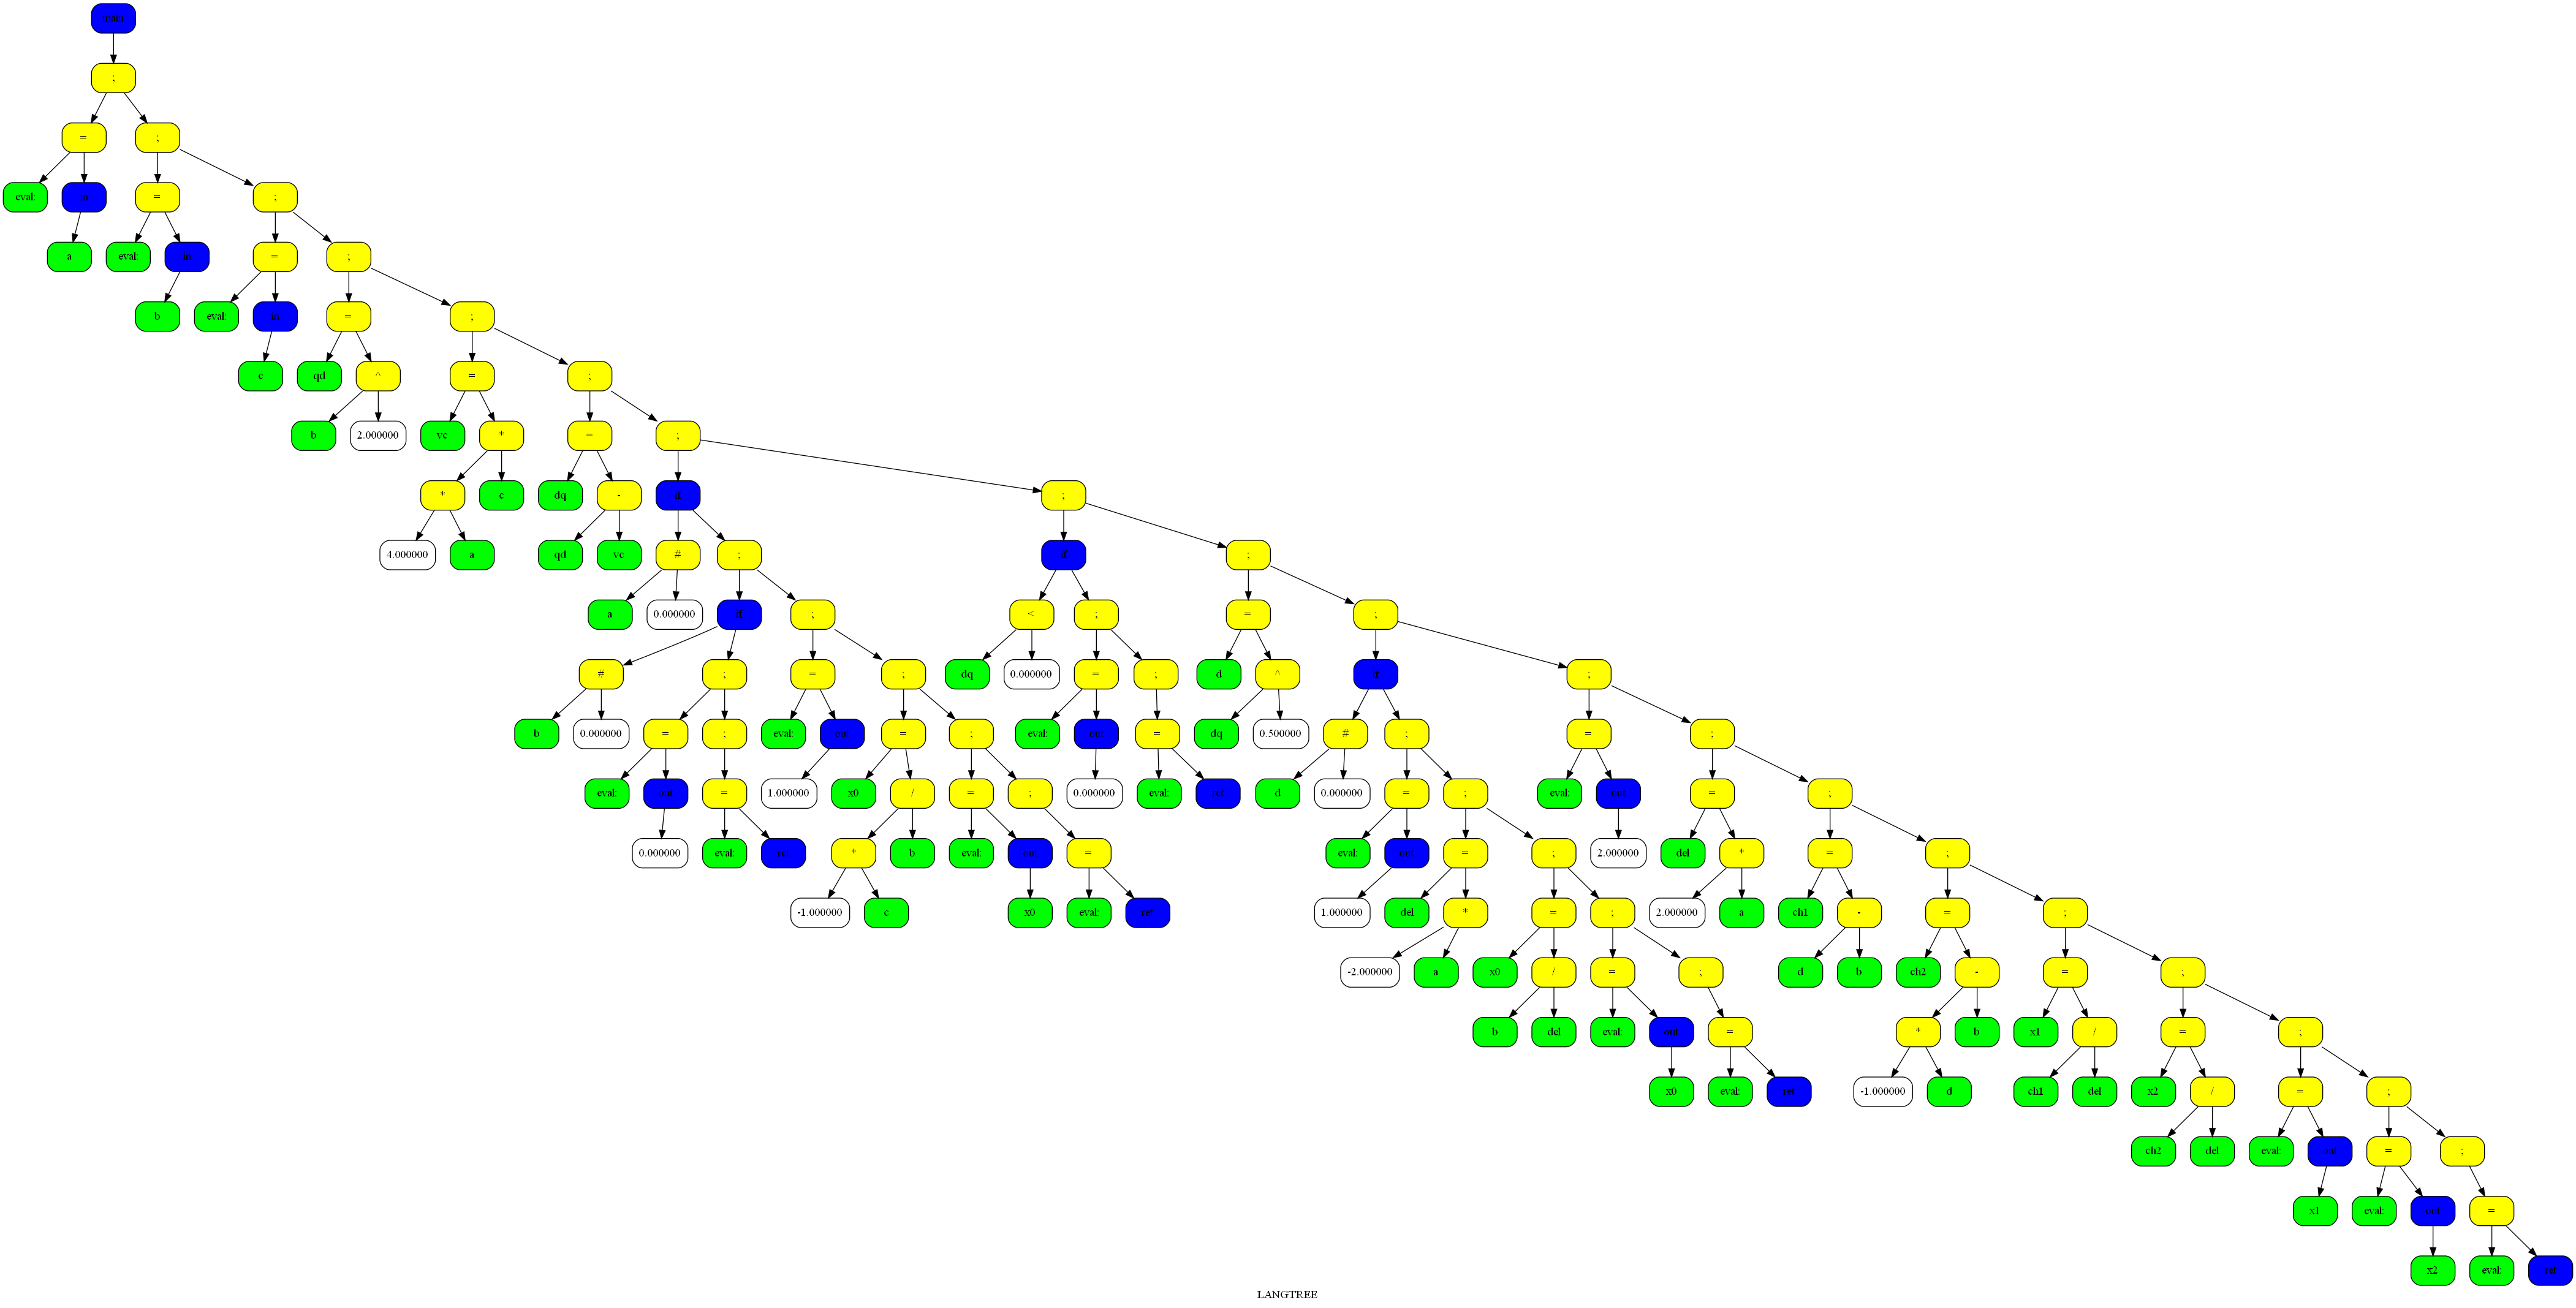 main
;
= ;
eval: in = ;
a eval: in = ;
b eval: in = ;
c qd ^ = ;
b 2.000000 vc * = ;
* c dq - if ;
4.000000 a qd vc # ; if ;
a 0.000000 if ; < ; = ;
# ; = ; dq 0.000000 = ; d ^ if ;
b 0.000000 = ; eval: out = ; eval: out = dq 0.500000 # ; = ;
eval: out = 1.000000 x0 / = ; 0.000000 eval: ret d 0.000000 = ; eval: out = ;
0.000000 eval: ret * b eval: out = eval: out = ; 2.000000 del * = ;
-1.000000 c x0 eval: ret 1.000000 del * = ; 2.000000 a ch1 - = ;
-2.000000 a x0 / = ; d b ch2 - = ;
b del eval: out = * b x1 / = ;
x0 eval: ret -1.000000 d ch1 del x2 / = ;
ch2 del eval: out = ;
x1 eval: out =
x2 eval: ret
LANGTREE